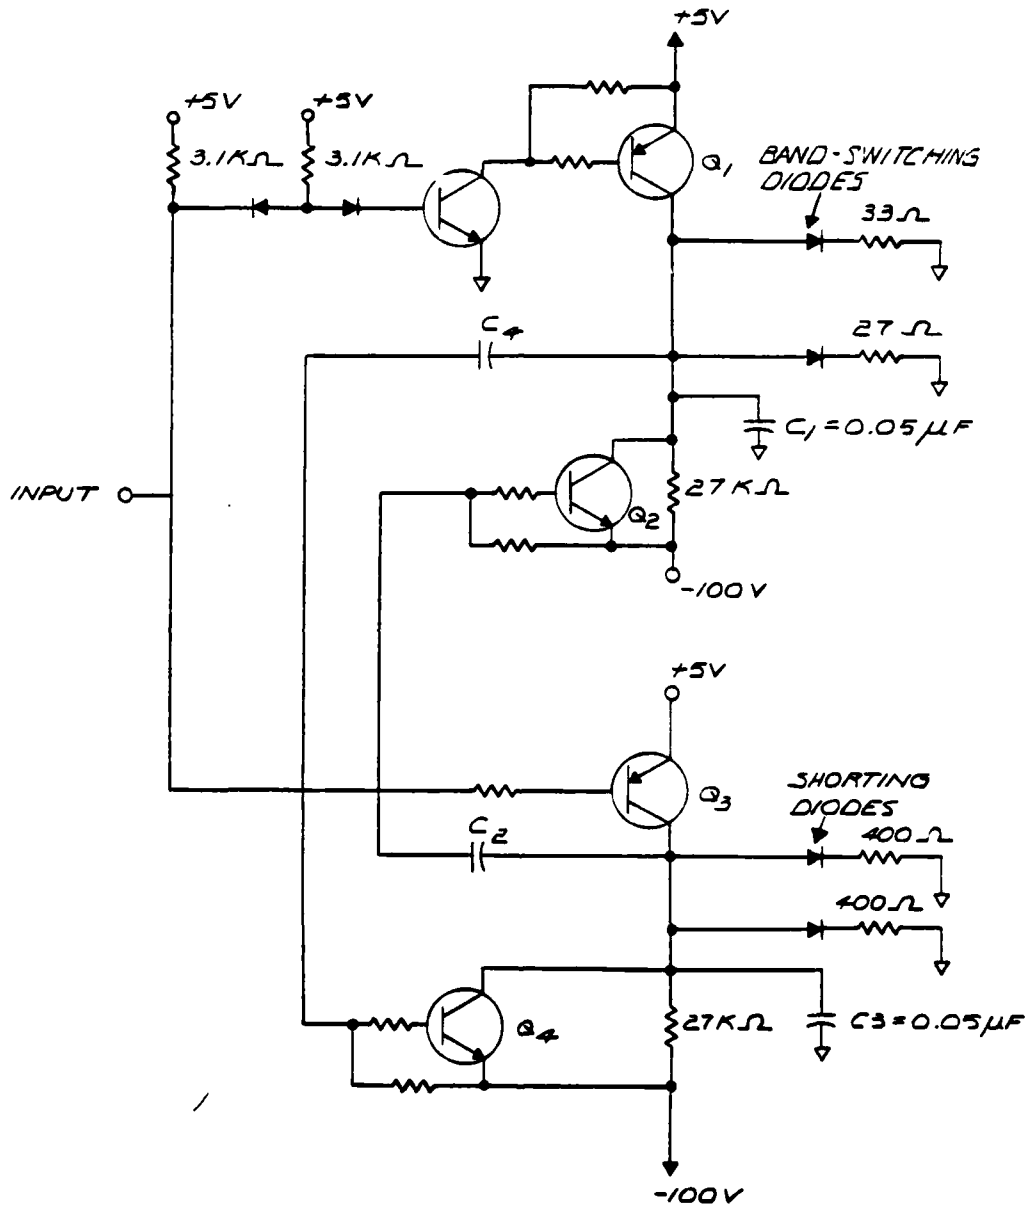 +5V
+5V
+5V
3.1KΩ
3.1KΩ
Q1
BAND-SWITCHING
DIODES
33Ω
C4
27Ω
C1=0.05μF
INPUT
27KΩ
Q2
-100V
+5V
Q3
SHORTING
DIODES
400Ω
C2
400Ω
Q4
27KΩ
C3=0.05μF
-100V